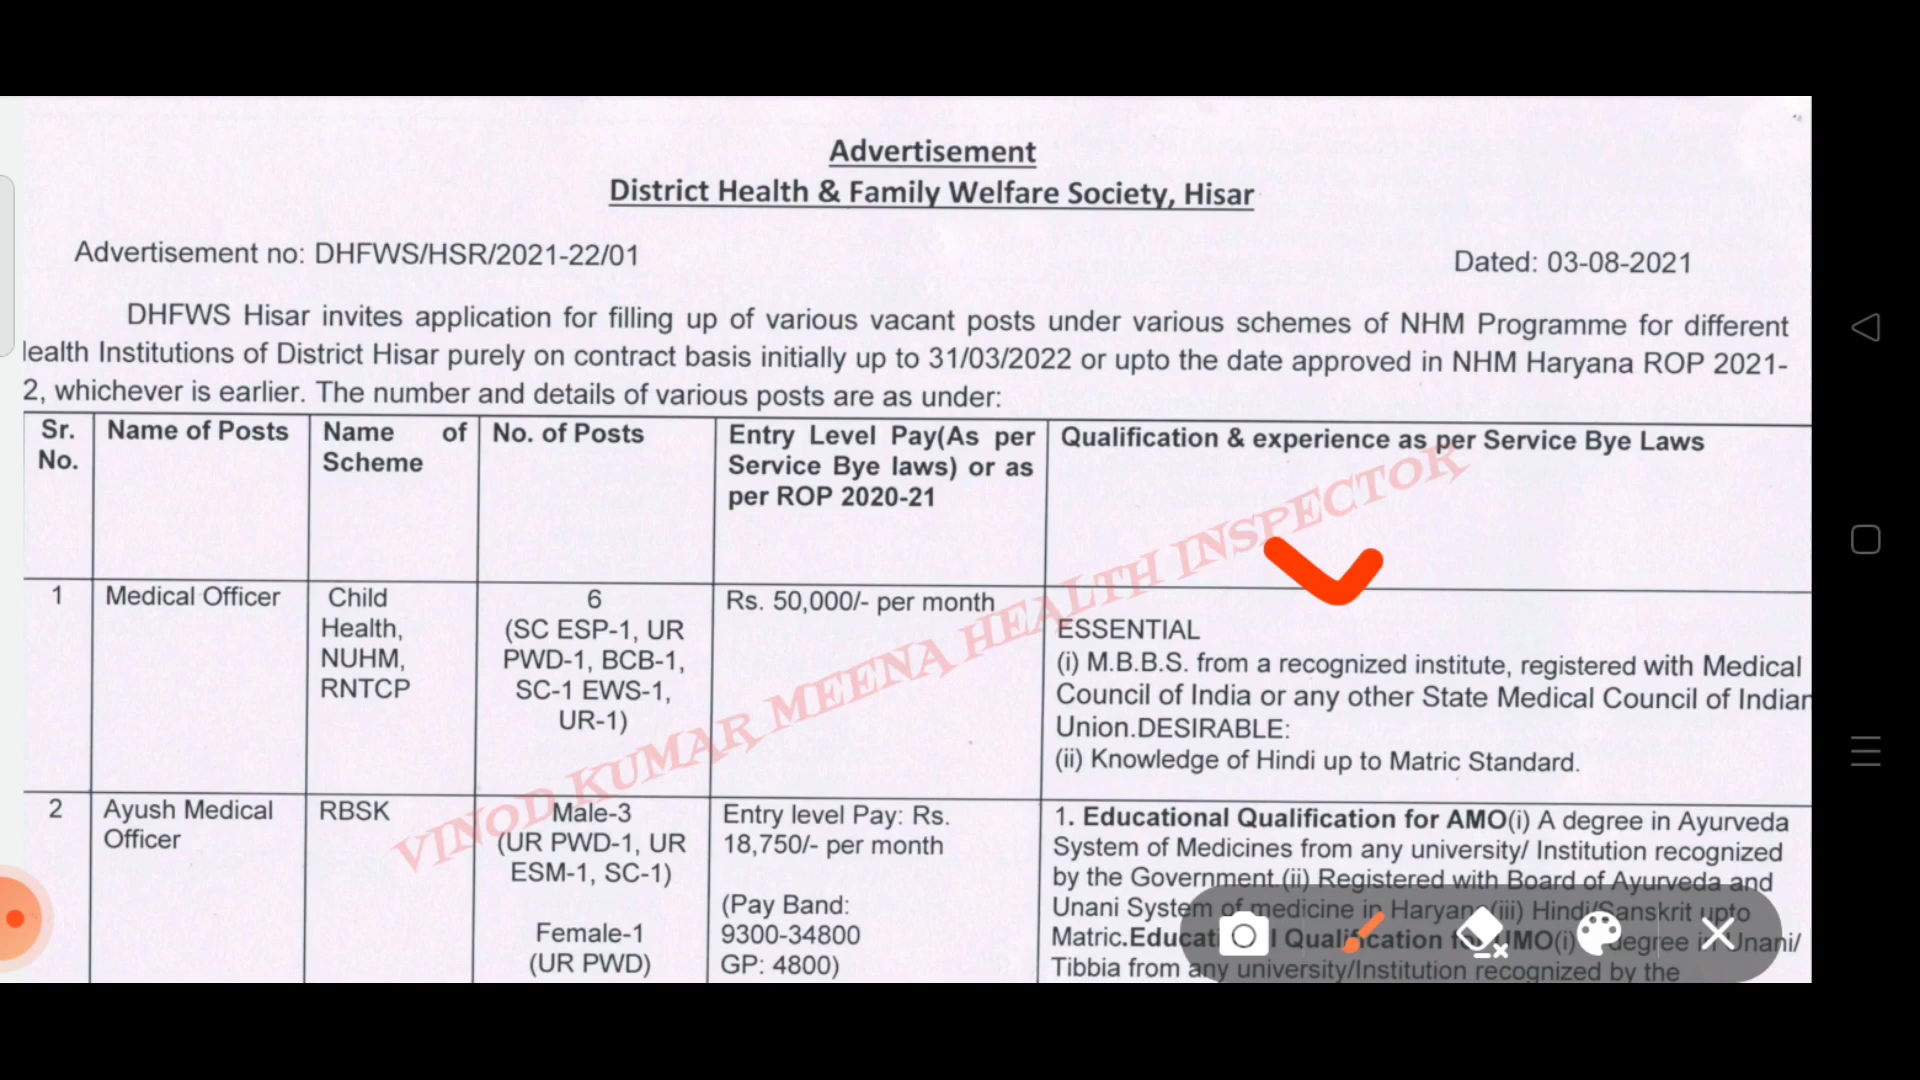 Advertisement
District Health & Family Welfare Society, Hisar
Advertisement no: DHFWS/HSR/2021-22/01
Dated: 03-08-2021
DHFWS Hisar invites application for filling up of various vacant posts under various schemes of NHM Programme for different
lealth Institutions of District Hisar purely on contract basis initially up to 31/03/2022 or upto the date approved in NHM Haryana ROP 2021-
2, whichever is earlier. The number and details of various posts are as under:
Sr. No.
Name of Posts
Name of Scheme
No. of Posts
Entry Level Pay(As per
Service Bye laws) or as
per ROP 2020-21
Qualification & experience as per Service Bye Laws
1
Medical Officer
Child
Health,
NUHM,
RNTCP
6
(SC ESP-1, UR
PWD-1, BCB-1,
SC-1 EWS-1,
UR-1)
Rs. 50,000/- per month
ESSENTIAL
(i) M.B.B.S. from a recognized institute, registered with Medical
Council of India or any other State Medical Council of Indian
Union.DESIRABLE:
(ii) Knowledge of Hindi up to Matric Standard.
2
Ayush Medical
Officer
RBSK
Male-3
(UR PWD-1, UR
ESM-1, SC-1)
Female-1
(UR PWD)
Entry level Pay: Rs.
18,750/- per month
(Pay Band:
9300-34800
GP: 4800)
1. Educational Qualification for AMO(i) A degree in Ayurveda
System of Medicines from any university/ Institution recognized
by the Government.(ii) Registered with Board of Ayurveda and
Unani System of medicine in Haryana(iii) Hindi/Sanskrit upto
Matric. Qualification degree in Unani/
Tibbia from any university/Institution recognized by the
VINOD KUMAR MEENA HEALTH INSPECTOR